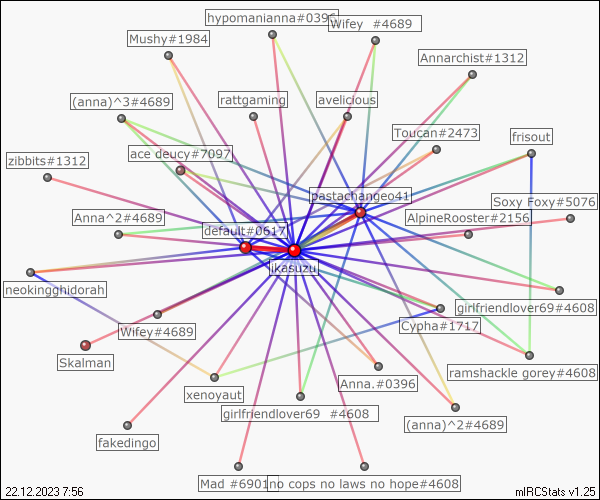 hypomanianna#0396
Wifey  #4689
Mushy#1984
Annarchist#1312
(anna)^3#4689
rattgaming
avelicious
Toucan#2473
frisout
zibbits#1312
ace deucy#7097
pastachangeo41
Soxy Foxy#5076
Anna^2#4689
default#0617
AlpineRooster#2156
iKasuzu
neokingghidorah
girlfriendlover69#4608
Wifey#4689
Cypha#1717
Skalman
ramshackle gorey#4608
Anna.#0396
xenoyaut
girlfriendlover69  #4608
(anna)^2#4689
fakedingo
Mad #6901
no cops no laws no hope#4608
22.12.2023 7:56
mIRCStats v1.25